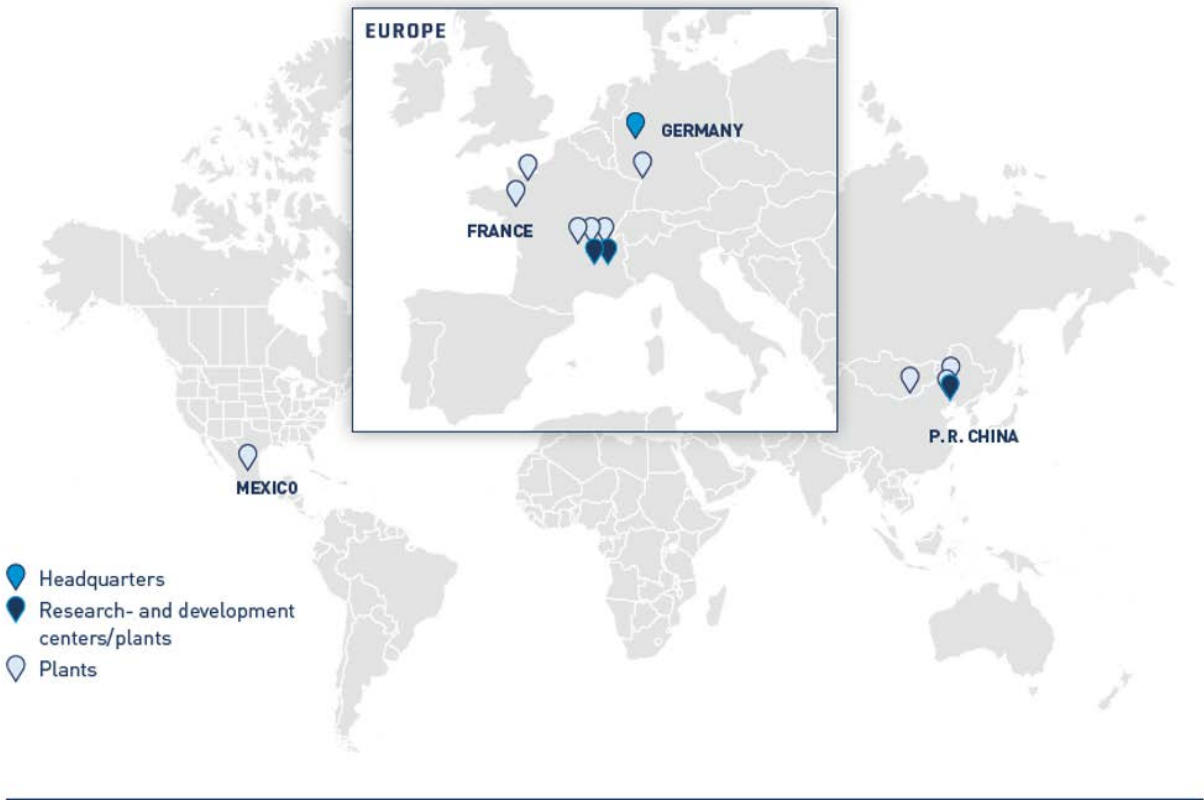 EUROPE
GERMANY
FRANCE
P.R. CHINA
MEXICO
Headquarters
Research- and development
centers/plants
Plants